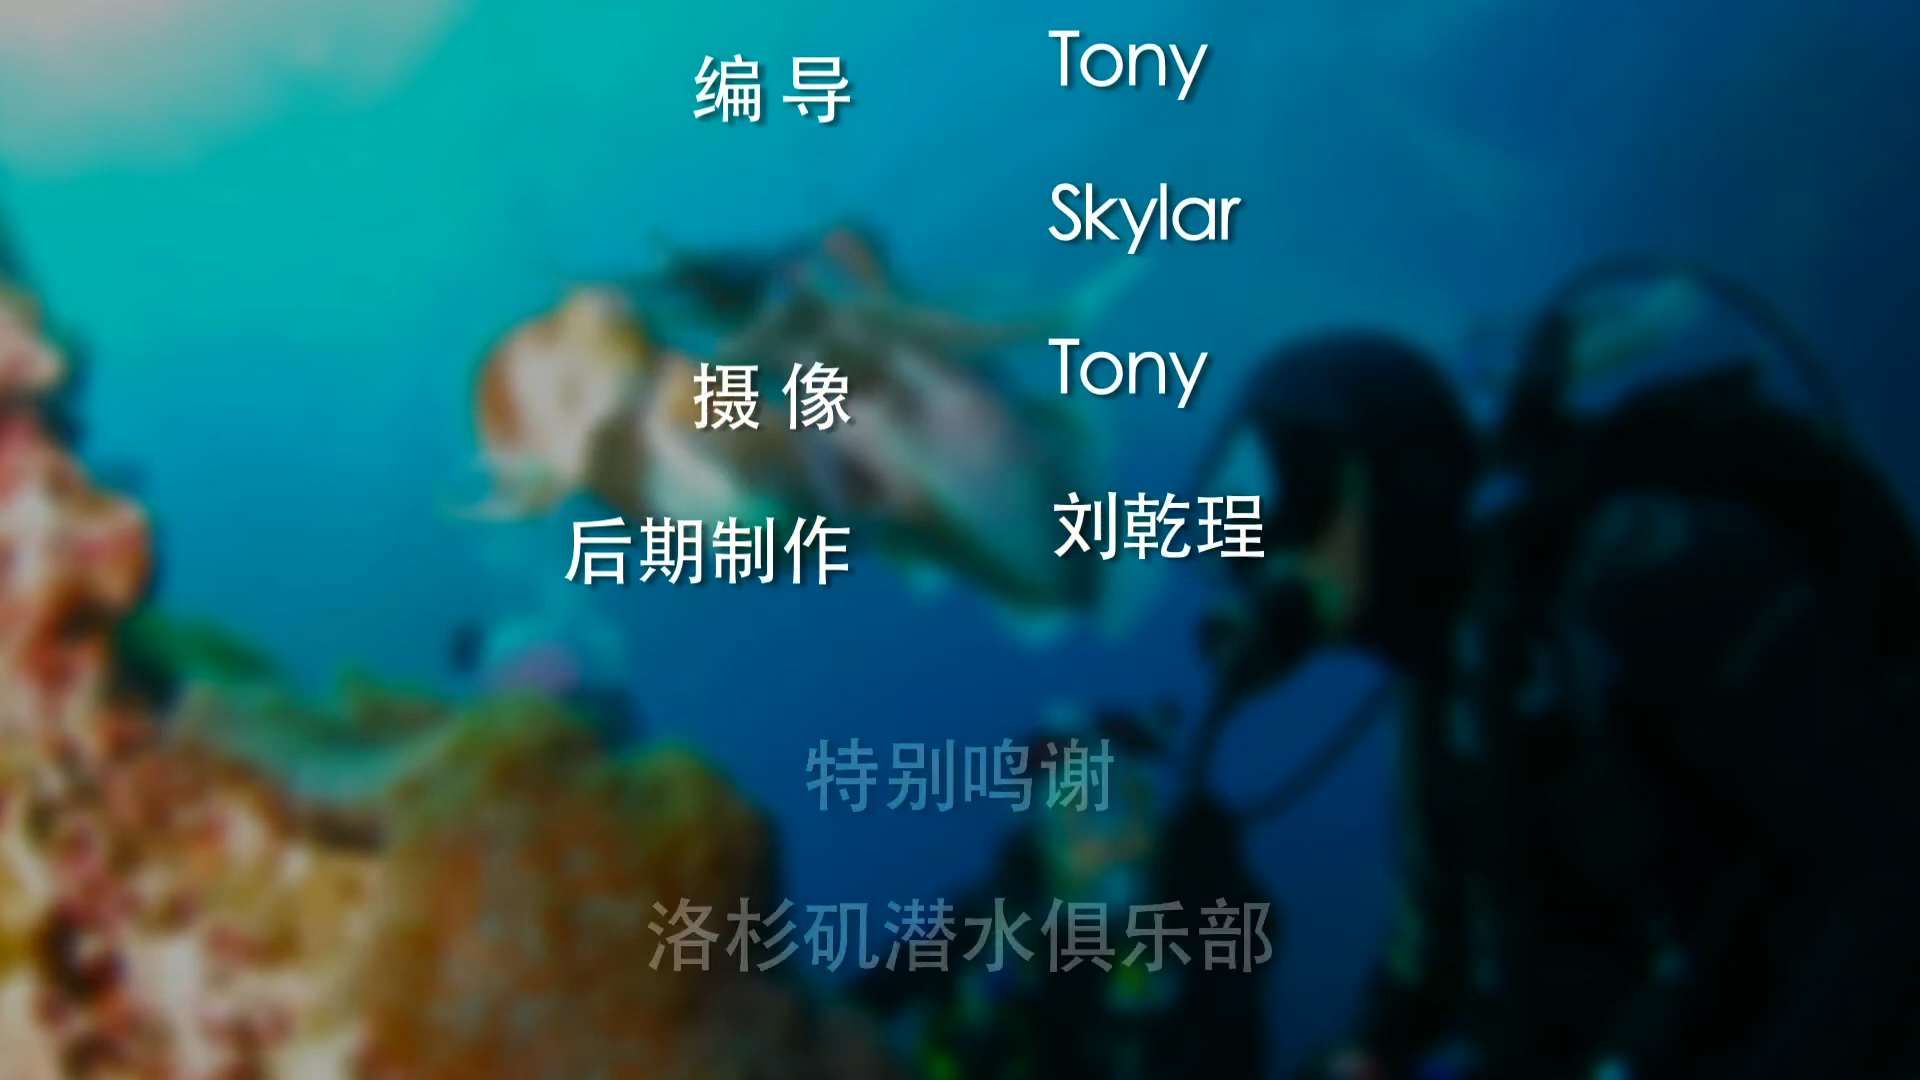 编导 Tony
Skylar
摄像 Tony
后期制作 刘乾珵
特别鸣谢
洛杉矶潜水俱乐部